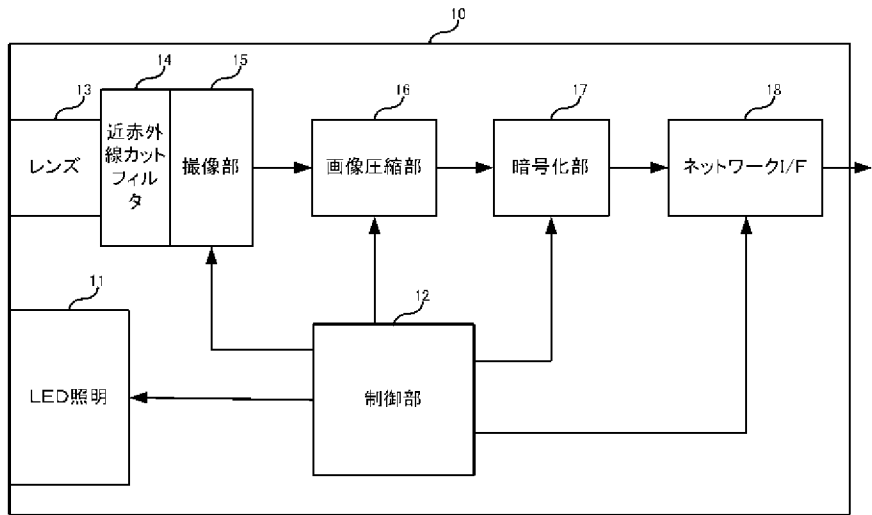 10
14
15
13
16
17
18
レンズ
近赤外
線カット
フィル
タ
撮像部
画像圧縮部
暗号化部
ネットワークI/F
11
12
LED照明
制御部